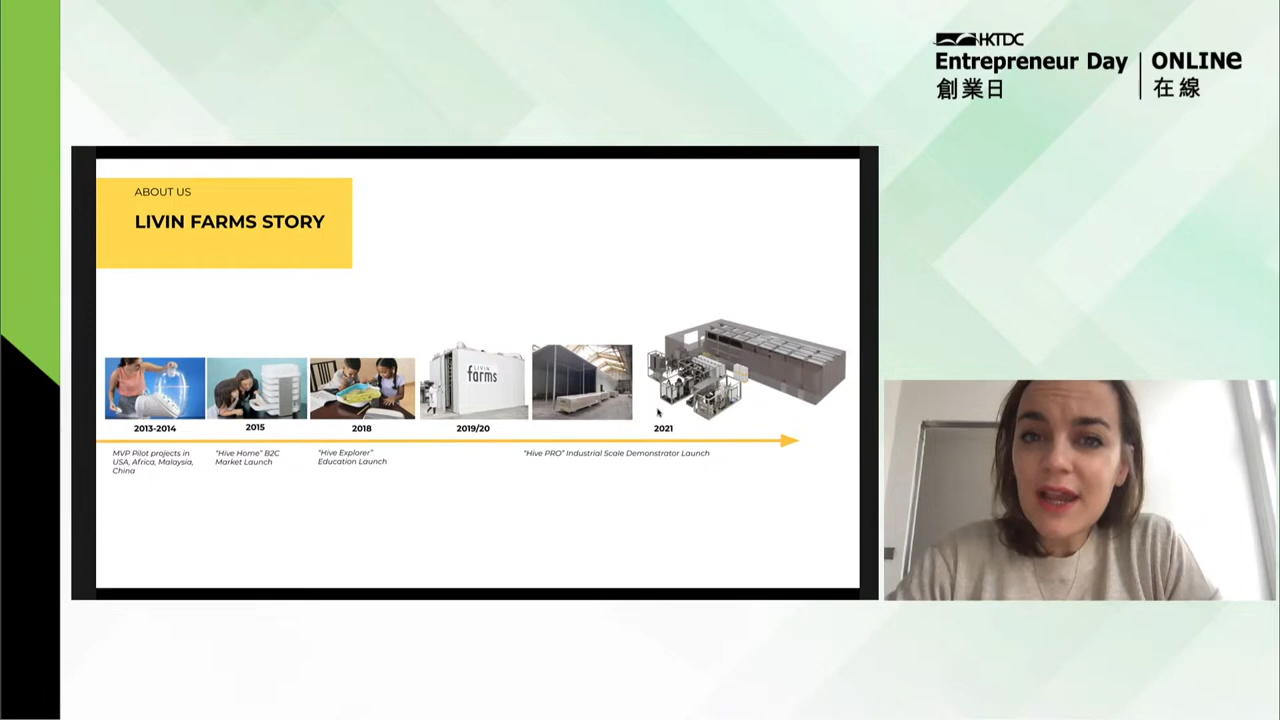 HKTDC
Entrepreneur Day
創業日
ONLINe
在線
ABOUT US
LIVIN FARMS STORY
LIVIN
farms
2013-2014
2015
2018
2019/20
2021
MVP Pilot projects in
USA, Africa, Malaysia,
China
"Hive Home" B2C
Market Launch
"Hive Explorer"
Education Launch
"Hive PRO" Industrial Scale Demonstrator Launch